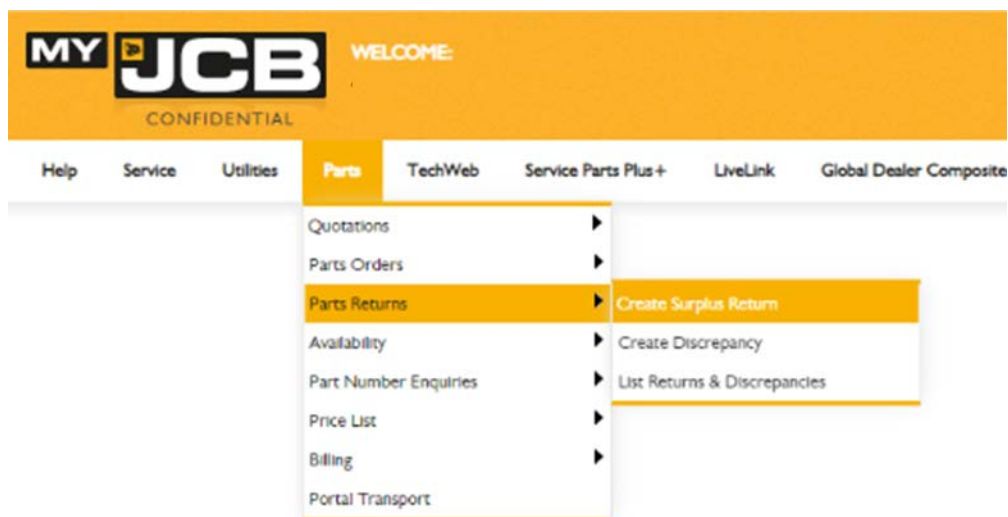 MY JCB WELCOME:
CONFIDENTIAL
Help Service Utilities Parts TechWeb Service Parts Plus+ LiveLink Global Dealer Composite
Quotations
Parts Orders
Parts Returns Create Surplus Return
Availability Create Discrepancy
Part Number Enquiries List Returns & Discrepancies
Price List
Billing
Portal Transport